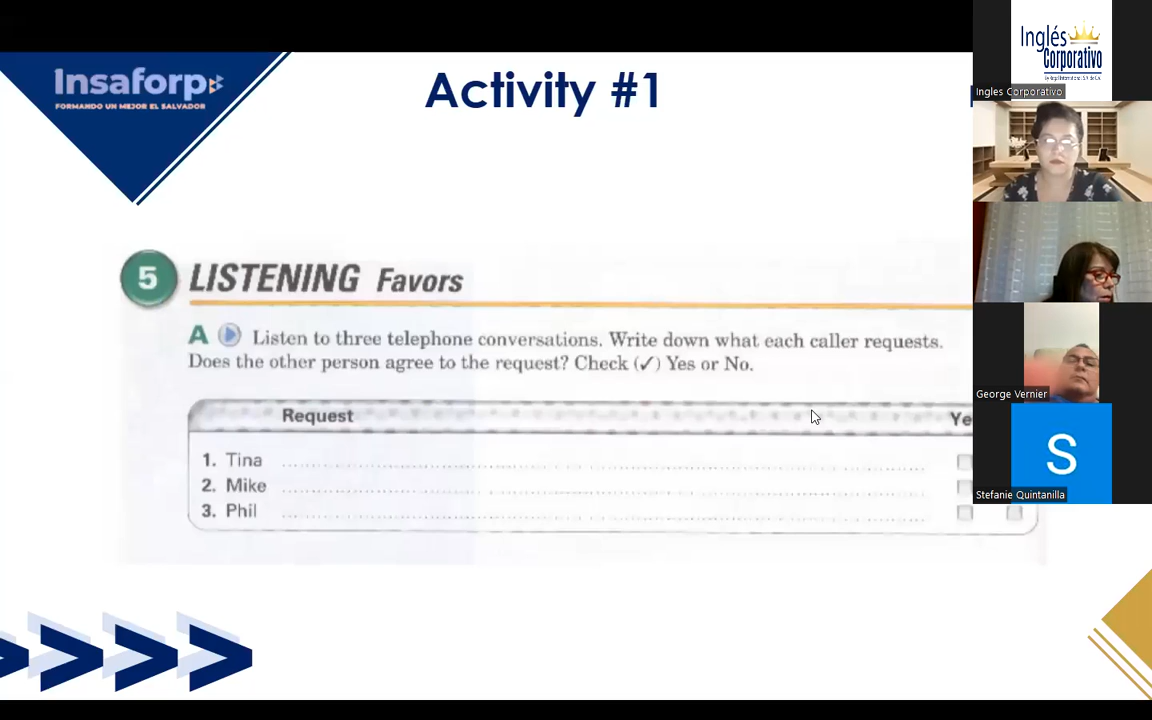 Insaforp
FORMANDO UN MEJOR EL SALVADOR
Activity #1
5 LISTENING Favors
A Listen to three telephone conversations. Write down what each caller requests.
Does the other person agree to the request? Check (✓) Yes or No.
Request Ye
1. Tina
2. Mike
3. Phil
Inglés
Corporativo
Ingles Corporativo
George Vernier
S
Stefanie Quintanilla